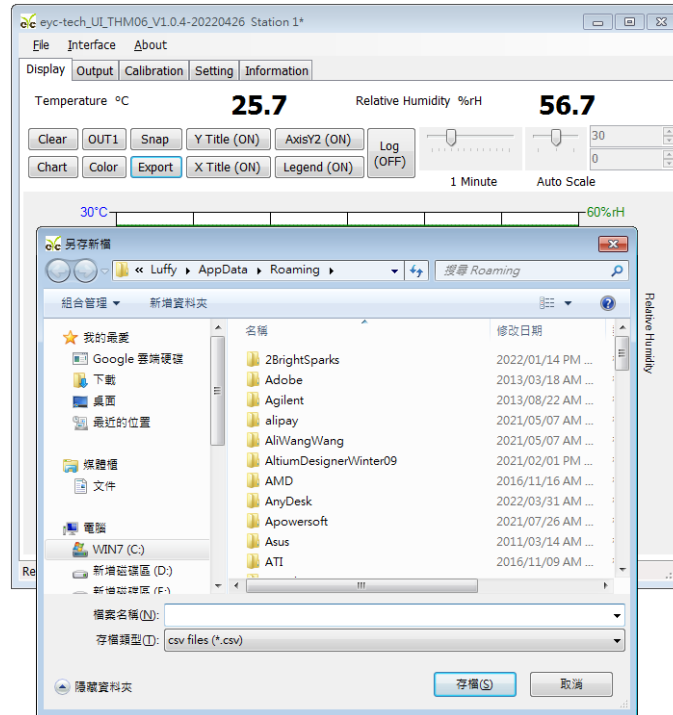 eyc-tech_UI_THM06_V1.0.4-20220426 Station 1*
File Interface About
Display Output Calibration Setting Information
Temperature °C 25.7 Relative Humidity %rH 56.7
Clear OUT1 Snap Y Title (ON) AxisY2 (ON) Log (OFF) 30
Chart Color Export X Title (ON) Legend (ON) 0
1 Minute Auto Scale
30°C 60%rH
Relative Humidity
另存新檔
« Luffy AppData Roaming 搜尋 Roaming
組合管理 新增資料夾
我的最愛
Google 雲端硬碟
下載
桌面
最近的位置
媒體櫃
文件
電腦
WIN7 (C:)
新增磁碟區 (D:)
新增磁碟區 (E:)
名稱 修改日期
2BrightSparks 2022/01/14 PM ...
Adobe 2013/03/18 AM ...
Agilent 2013/08/22 AM ...
alipay 2021/05/07 AM ...
AliWangWang 2021/05/07 AM ...
AltiumDesignerWinter09 2021/02/01 PM ...
AMD 2016/11/16 AM ...
AnyDesk 2022/03/31 AM ...
Apowersoft 2021/07/26 AM ...
Asus 2011/03/14 AM ...
ATI 2016/11/09 AM ...
Re
檔案名稱(N):
存檔類型(T): csv files (*.csv)
隱藏資料夾 存檔(S) 取消